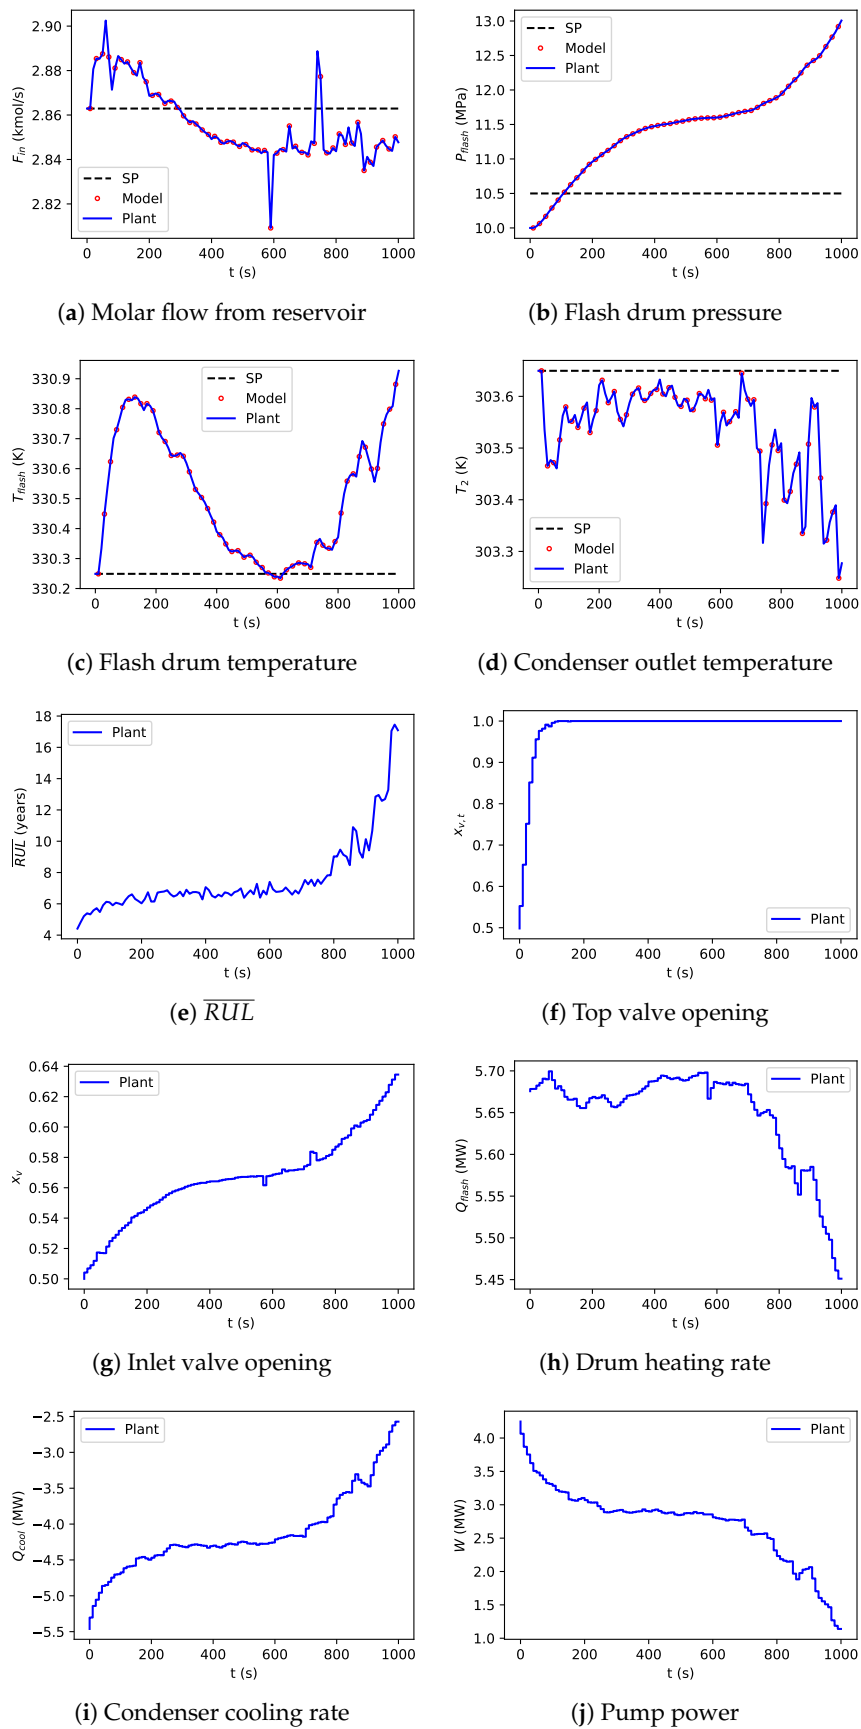 2.90
2.88
2.86
2.84
2.82
F_in (kmol/s)
SP
Model
Plant
0 200 400 600 800 1000
t (s)
(a) Molar flow from reservoir
13.0
12.5
12.0
11.5
11.0
10.5
10.0
P_flash (MPa)
SP
Model
Plant
0 200 400 600 800 1000
t (s)
(b) Flash drum pressure
330.9
330.8
330.7
330.6
330.5
330.4
330.3
330.2
T_flash (K)
SP
Model
Plant
0 200 400 600 800 1000
t (s)
(c) Flash drum temperature
303.6
303.5
303.4
303.3
T_2 (K)
SP
Model
Plant
0 200 400 600 800 1000
t (s)
(d) Condenser outlet temperature
18
16
14
12
10
8
6
4
R̅U̅L̅ (years)
Plant
0 200 400 600 800 1000
t (s)
(e) R̅U̅L̅
1.0
0.9
0.8
0.7
0.6
0.5
x_v,t
Plant
0 200 400 600 800 1000
t (s)
(f) Top valve opening
0.64
0.62
0.60
0.58
0.56
0.54
0.52
0.50
x_v
Plant
0 200 400 600 800 1000
t (s)
(g) Inlet valve opening
5.70
5.65
5.60
5.55
5.50
5.45
Q_flash (MW)
Plant
0 200 400 600 800 1000
t (s)
(h) Drum heating rate
−2.5
−3.0
−3.5
−4.0
−4.5
−5.0
−5.5
Q_cool (MW)
Plant
0 200 400 600 800 1000
t (s)
(i) Condenser cooling rate
4.0
3.5
3.0
2.5
2.0
1.5
1.0
W (MW)
Plant
0 200 400 600 800 1000
t (s)
(j) Pump power